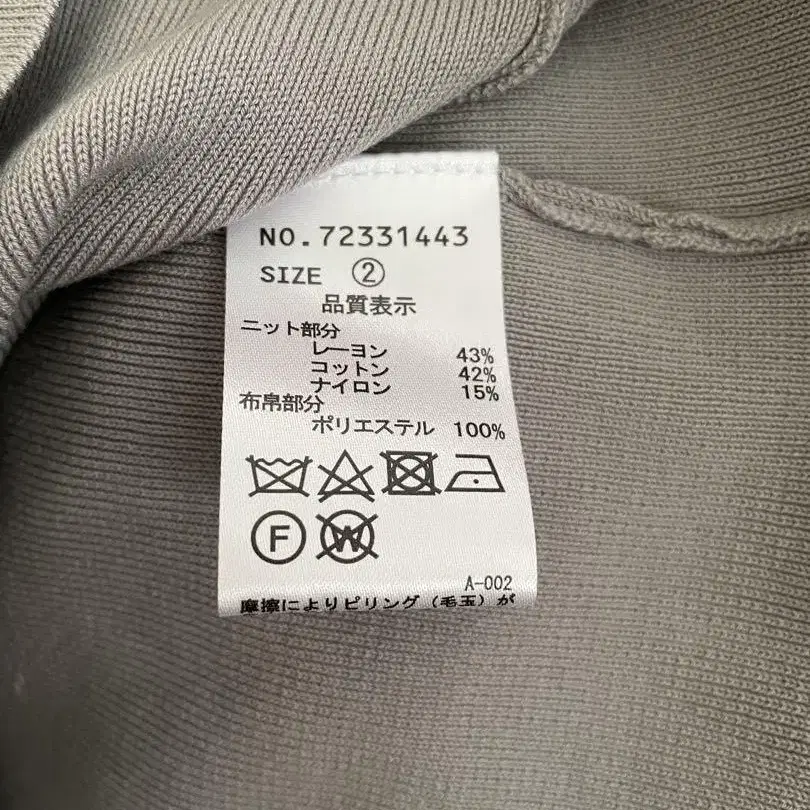 NO.72331443
SIZE ②
品質表示
ニット部分
レーヨン 43%
コットン 42%
ナイロン 15%
布帛部分
ポリエステル 100%
F W
A-002
摩擦によりピリング（毛玉）が